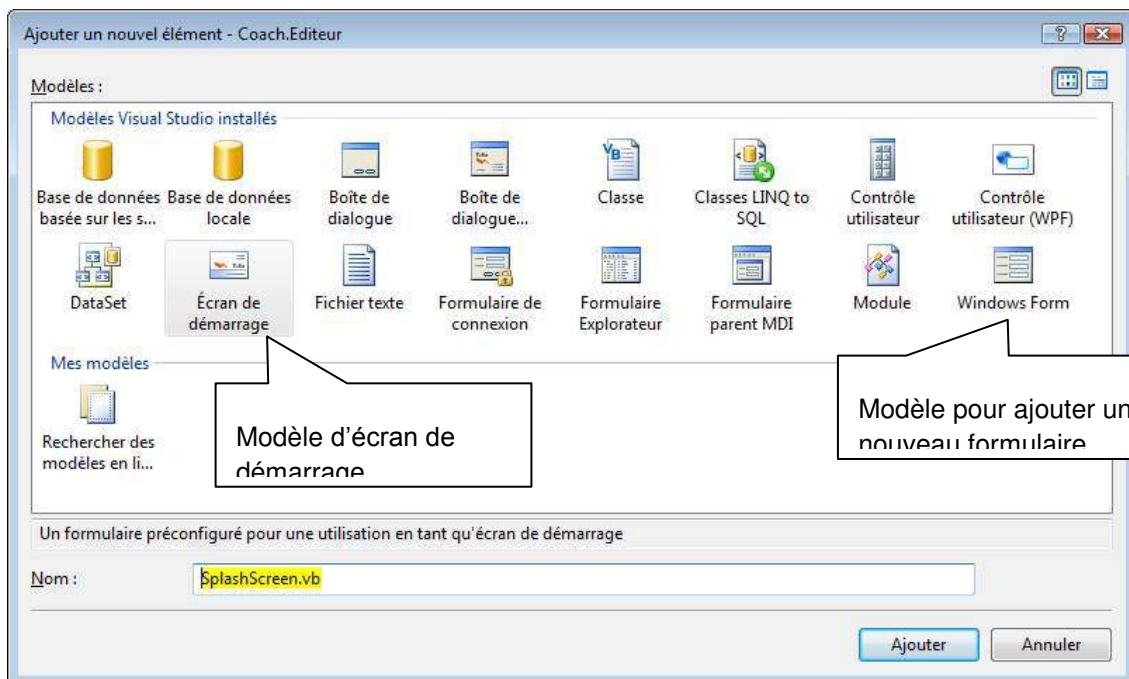 Ajouter un nouvel élément - Coach.Editeur
Modèles :
Modèles Visual Studio installés
Base de données
basée sur les s...
Base de données
locale
Boîte de
dialogue
Boîte de
dialogue...
Classe
Classes LINQ to
SQL
Contrôle
utilisateur
Contrôle
utilisateur (WPF)
DataSet
Écran de
démarrage
Fichier texte
Formulaire de
connexion
Formulaire
Explorateur
Formulaire
parent MDI
Module
Windows Form
Mes modèles
Rechercher des
modèles en li...
Modèle d'écran de
démarrage
Modèle pour ajouter un
nouveau formulaire
Un formulaire préconfiguré pour une utilisation en tant qu'écran de démarrage
Nom :
SplashScreen.vb
Ajouter
Annuler